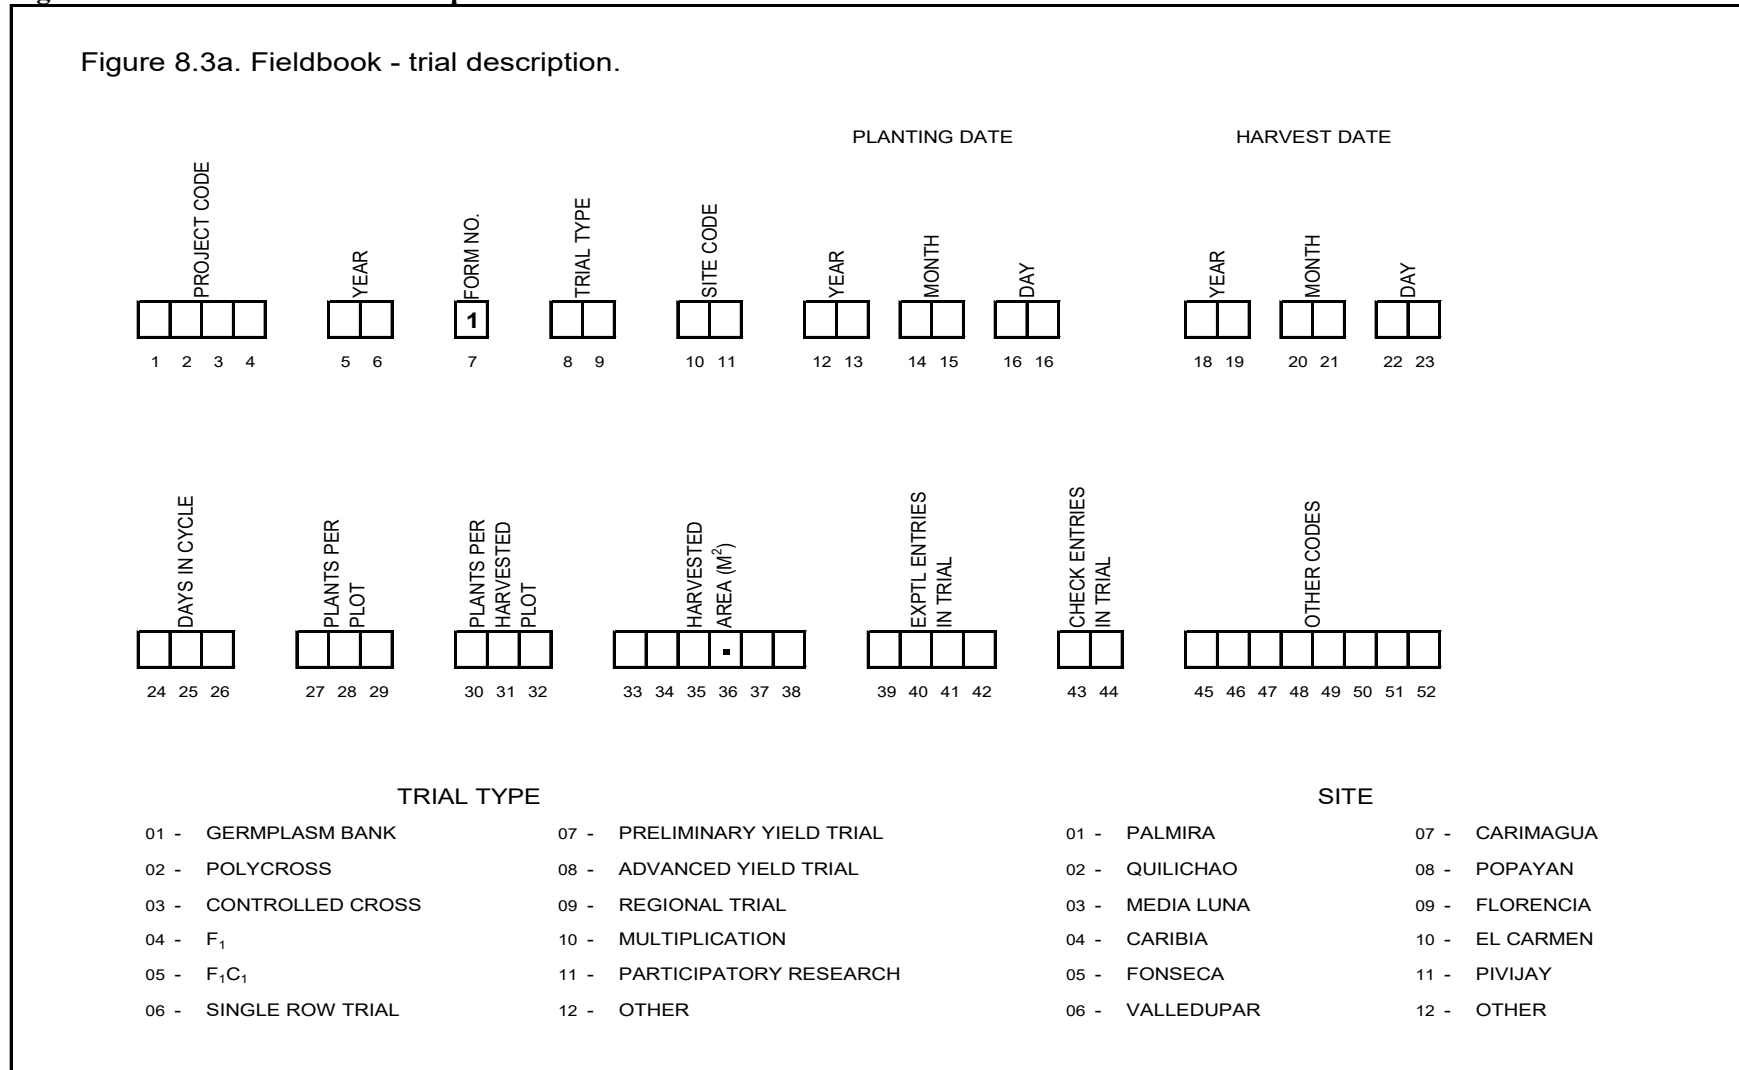 Figure 8.3a. Fieldbook - trial description.
PLANTING DATE HARVEST DATE
PROJECT CODE
YEAR
FORM NO.
TRIAL TYPE
SITE CODE
YEAR
MONTH
DAY
YEAR
MONTH
DAY
1
1 2 3 4 5 6 7 8 9 10 11 12 13 14 15 16 16 18 19 20 21 22 23
DAYS IN CYCLE
PLANTS PER
PLOT
PLANTS PER
HARVESTED
PLOT
HARVESTED
AREA (M²)
EXPTL ENTRIES
IN TRIAL
CHECK ENTRIES
IN TRIAL
OTHER CODES
.
24 25 26 27 28 29 30 31 32 33 34 35 36 37 38 39 40 41 42 43 44 45 46 47 48 49 50 51 52
TRIAL TYPE SITE
01 - GERMPLASM BANK 07 - PRELIMINARY YIELD TRIAL 01 - PALMIRA 07 - CARIMAGUA
02 - POLYCROSS 08 - ADVANCED YIELD TRIAL 02 - QUILICHAO 08 - POPAYAN
03 - CONTROLLED CROSS 09 - REGIONAL TRIAL 03 - MEDIA LUNA 09 - FLORENCIA
04 - F₁ 10 - MULTIPLICATION 04 - CARIBIA 10 - EL CARMEN
05 - F₁C₁ 11 - PARTICIPATORY RESEARCH 05 - FONSECA 11 - PIVIJAY
06 - SINGLE ROW TRIAL 12 - OTHER 06 - VALLEDUPAR 12 - OTHER